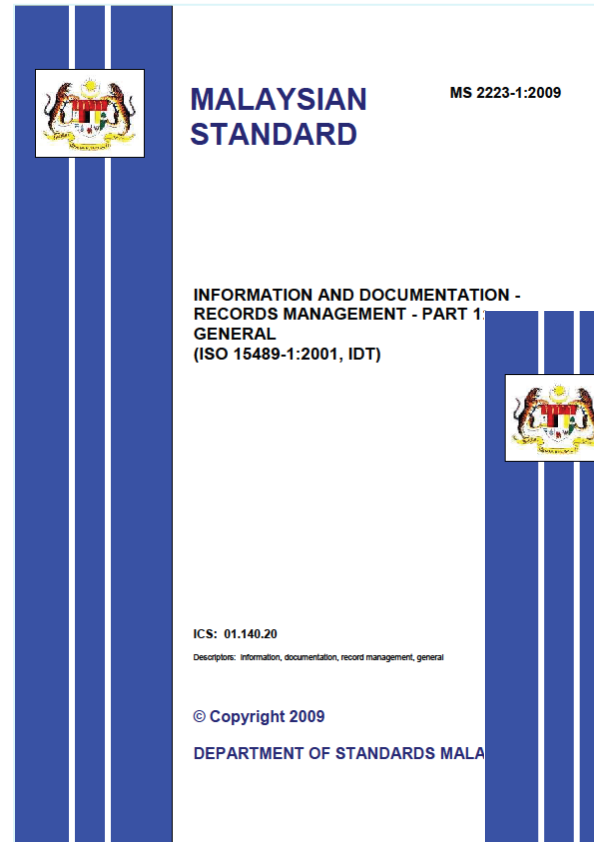 MALAYSIAN
STANDARD
MS 2223-1:2009
INFORMATION AND DOCUMENTATION -
RECORDS MANAGEMENT - PART 1:
GENERAL
(ISO 15489-1:2001, IDT)
ICS: 01.140.20
Descriptors: Information, documentation, record management, general
© Copyright 2009
DEPARTMENT OF STANDARDS MALA